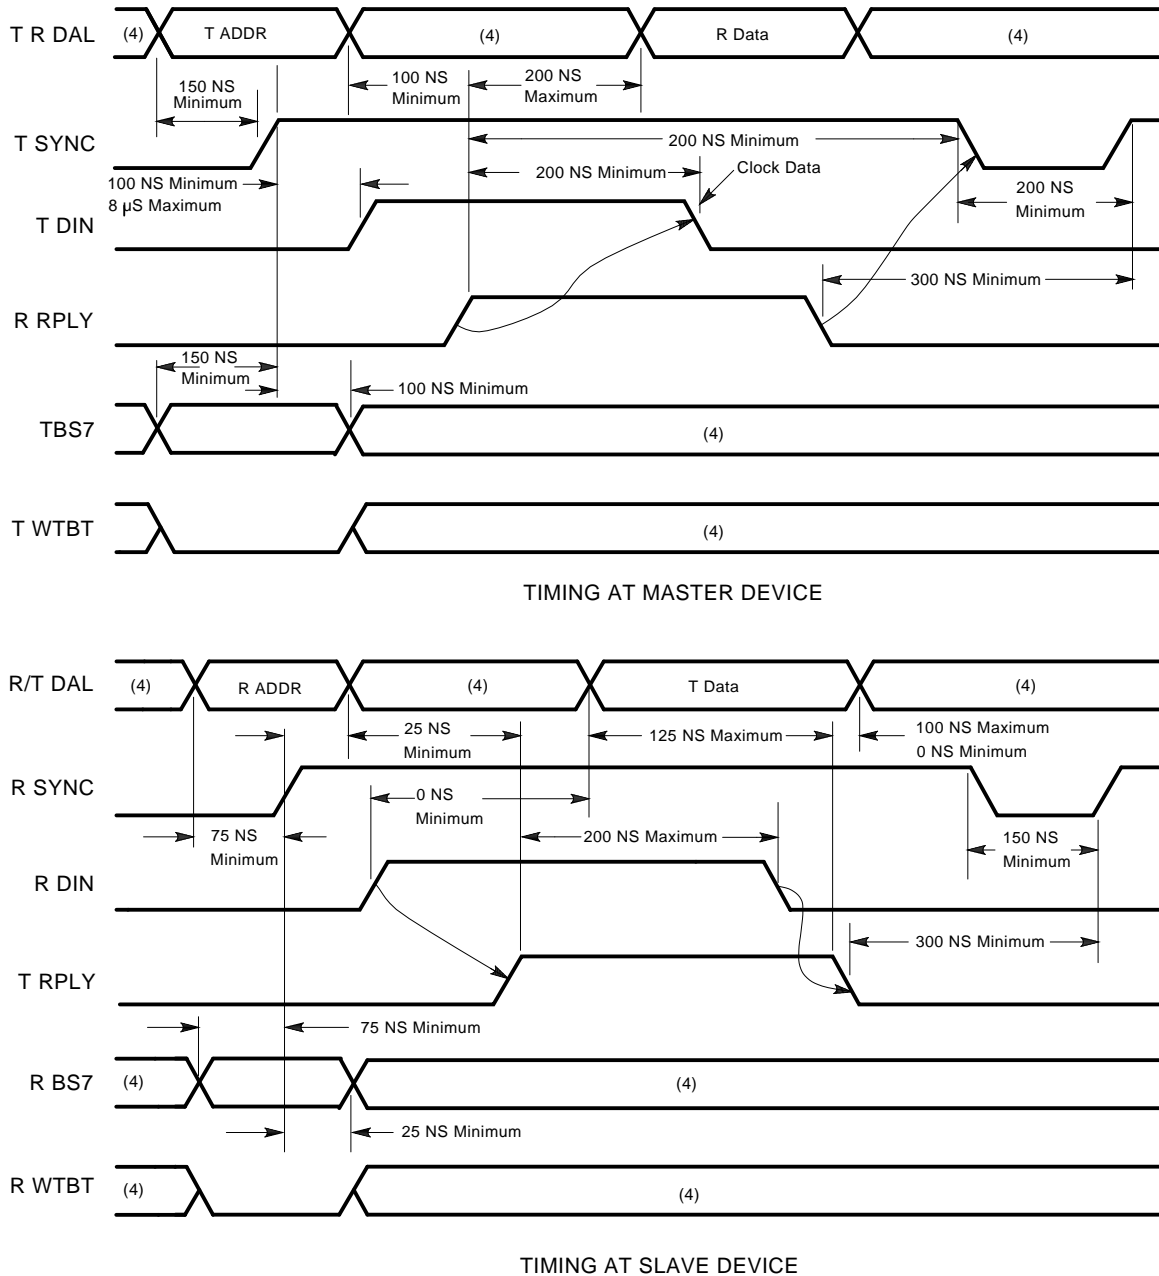 T R DAL
(4)
T ADDR
(4)
R Data
(4)
150 NS
Minimum
100 NS
Minimum
200 NS
Maximum
T SYNC
200 NS Minimum
200 NS Minimum
Clock Data
100 NS Minimum
8 µS Maximum
200 NS
Minimum
T DIN
300 NS Minimum
R RPLY
150 NS
Minimum
100 NS Minimum
TBS7
(4)
T WTBT
(4)
TIMING AT MASTER DEVICE
R/T DAL
(4)
R ADDR
(4)
T Data
(4)
25 NS
Minimum
125 NS Maximum
100 NS Maximum
0 NS Minimum
R SYNC
0 NS
Minimum
75 NS
Minimum
200 NS Maximum
150 NS
Minimum
R DIN
300 NS Minimum
T RPLY
75 NS Minimum
R BS7
(4)
(4)
25 NS Minimum
R WTBT
(4)
(4)
TIMING AT SLAVE DEVICE